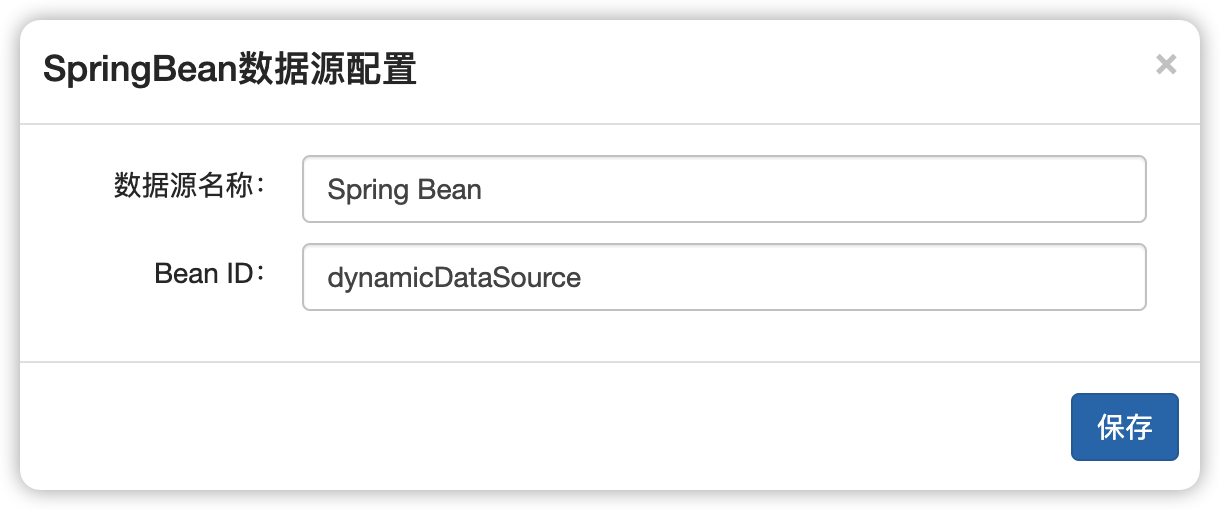 SpringBean数据源配置
×
数据源名称：
Spring Bean
Bean ID：
dynamicDataSource
保存